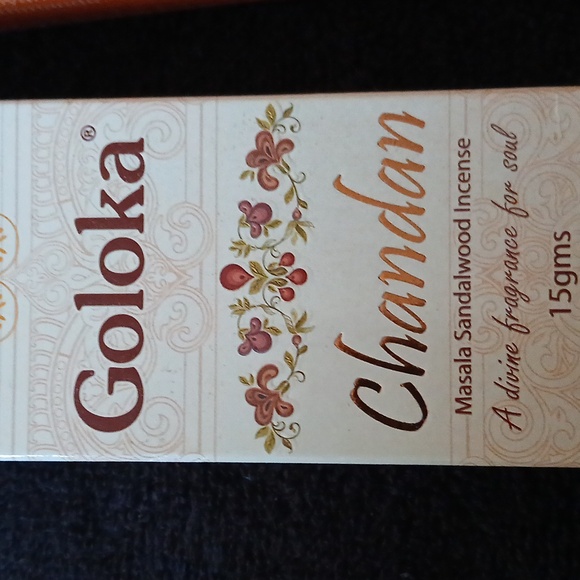 Goloka®
Chandan
Masala Sandalwood Incense
A divine fragrance for soul
15gms